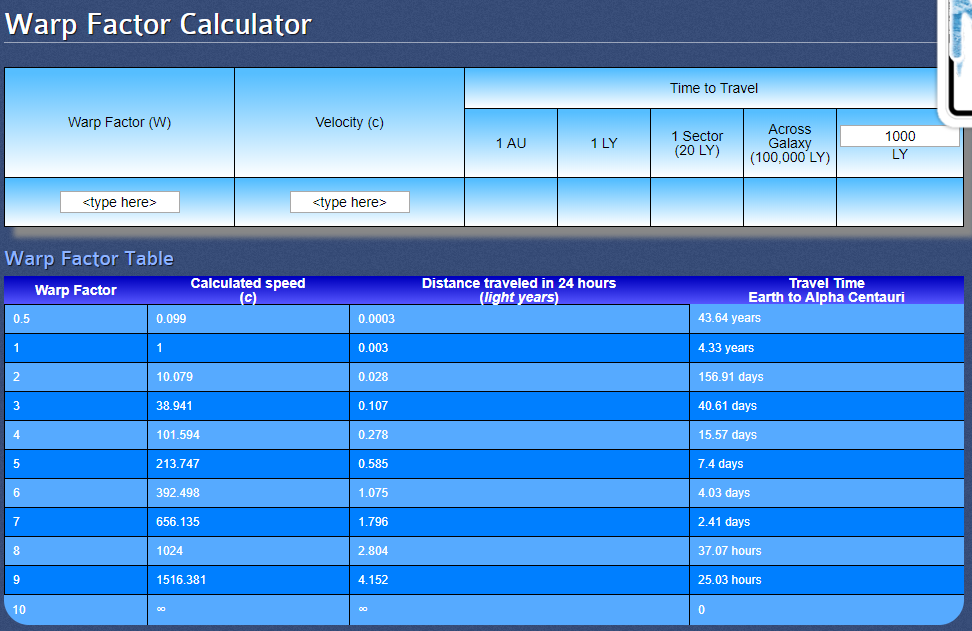 Warp Factor Calculator
Warp Factor (W)
Velocity (c)
Time to Travel
1 AU
1 LY
1 Sector
(20 LY)
Across
Galaxy
(100,000 LY)
1000
LY
<type here>
<type here>
Warp Factor Table
Warp Factor
Calculated speed
(c)
Distance traveled in 24 hours
(light years)
Travel Time
Earth to Alpha Centauri
0.5 0.099 0.0003 43.64 years
1 1 0.003 4.33 years
2 10.079 0.028 156.91 days
3 38.941 0.107 40.61 days
4 101.594 0.278 15.57 days
5 213.747 0.585 7.4 days
6 392.498 1.075 4.03 days
7 656.135 1.796 2.41 days
8 1024 2.804 37.07 hours
9 1516.381 4.152 25.03 hours
10 ∞ ∞ 0